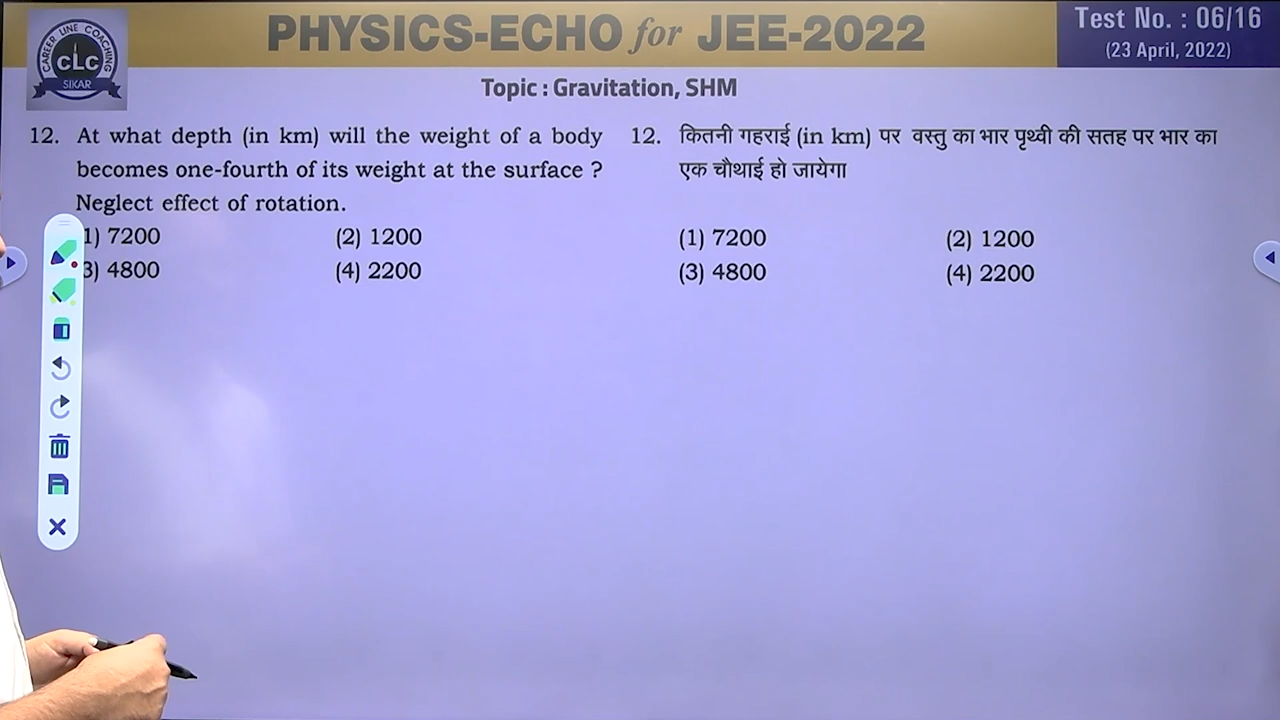 PHYSICS-ECHO for JEE-2022
Test No. : 06/16
(23 April, 2022)
CAREER LINE COACHING
CLC
SIKAR
Topic : Gravitation, SHM
12. At what depth (in km) will the weight of a body
becomes one-fourth of its weight at the surface ?
Neglect effect of rotation.
1) 7200 (2) 1200
3) 4800 (4) 2200
12. कितनी गहराई (in km) पर वस्तु का भार पृथ्वी की सतह पर भार का
एक चौथाई हो जायेगा
(1) 7200 (2) 1200
(3) 4800 (4) 2200